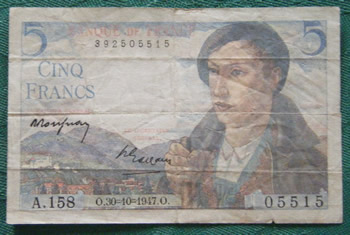 5 BANQUE DE FRANCE 5
392505515
CINQ
FRANCS
A.158 O.30=10=1947.O. 05515